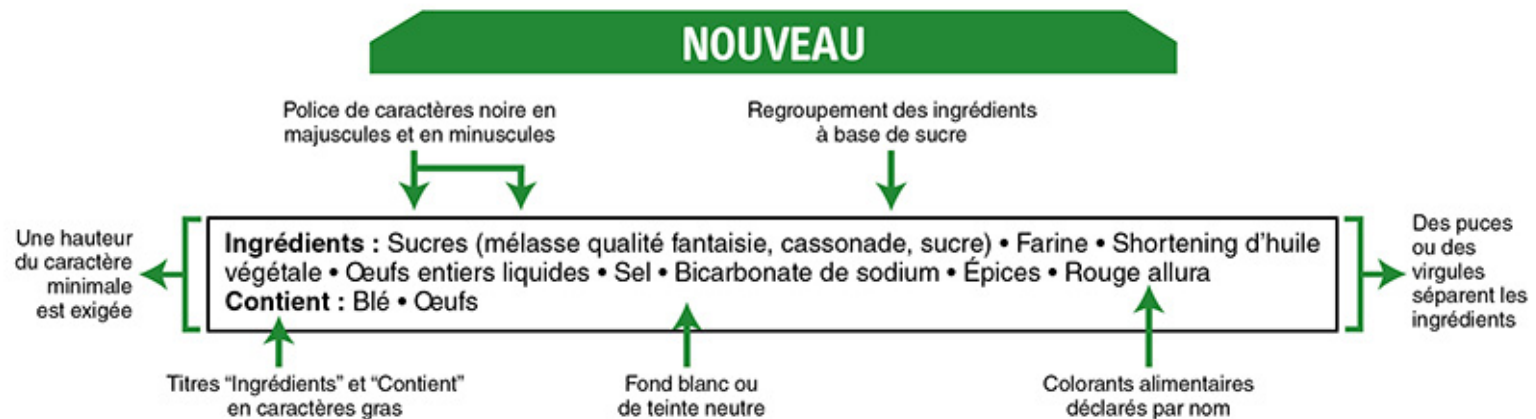 NOUVEAU
Police de caractères noire en
majuscules et en minuscules
Regroupement des ingrédients
à base de sucre
Une hauteur
du caractère
minimale
est exigée
Ingrédients : Sucres (mélasse qualité fantaisie, cassonade, sucre) • Farine • Shortening d’huile
végétale • Œufs entiers liquides • Sel • Bicarbonate de sodium • Épices • Rouge allura
Contient : Blé • Œufs
Des puces
ou des
virgules
séparent les
ingrédients
Titres “Ingrédients” et “Contient”
en caractères gras
Fond blanc ou
de teinte neutre
Colorants alimentaires
déclarés par nom